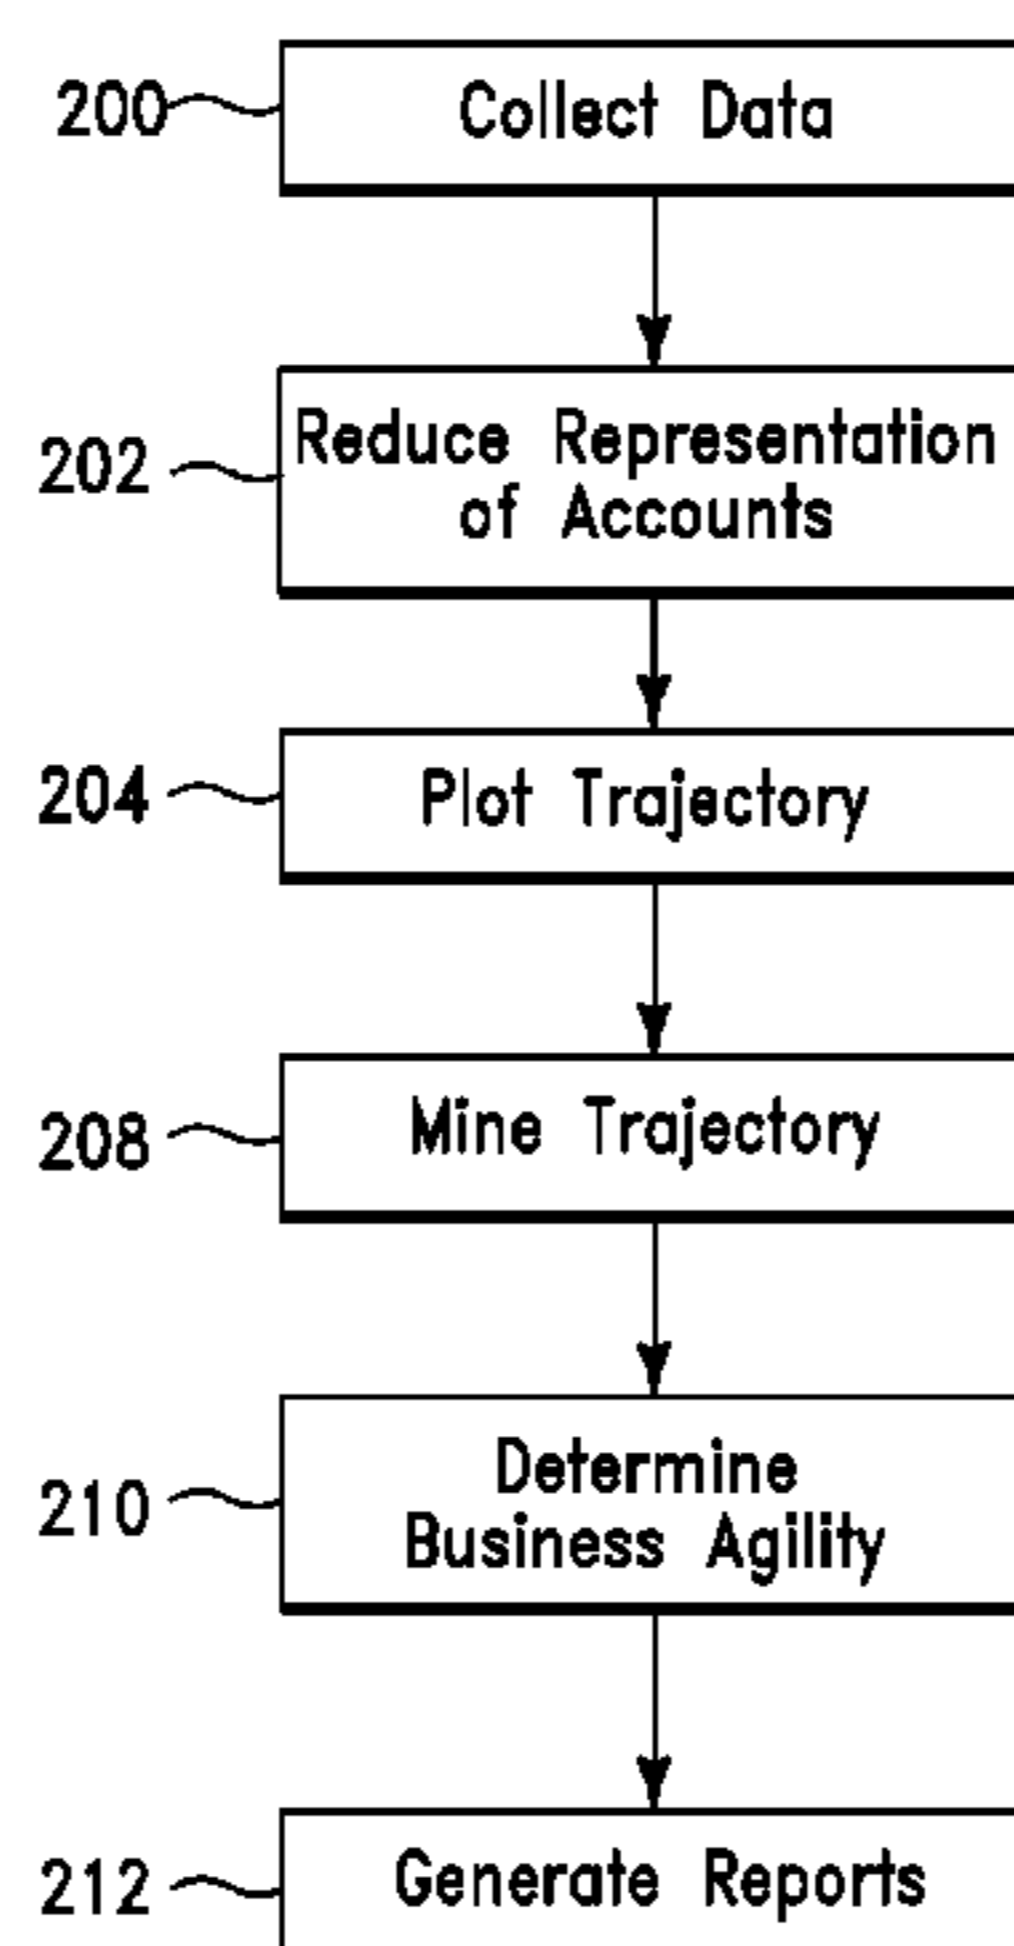 200 Collect Data
202 Reduce Representation
of Accounts
204 Plot Trajectory
208 Mine Trajectory
210 Determine
Business Agility
212 Generate Reports